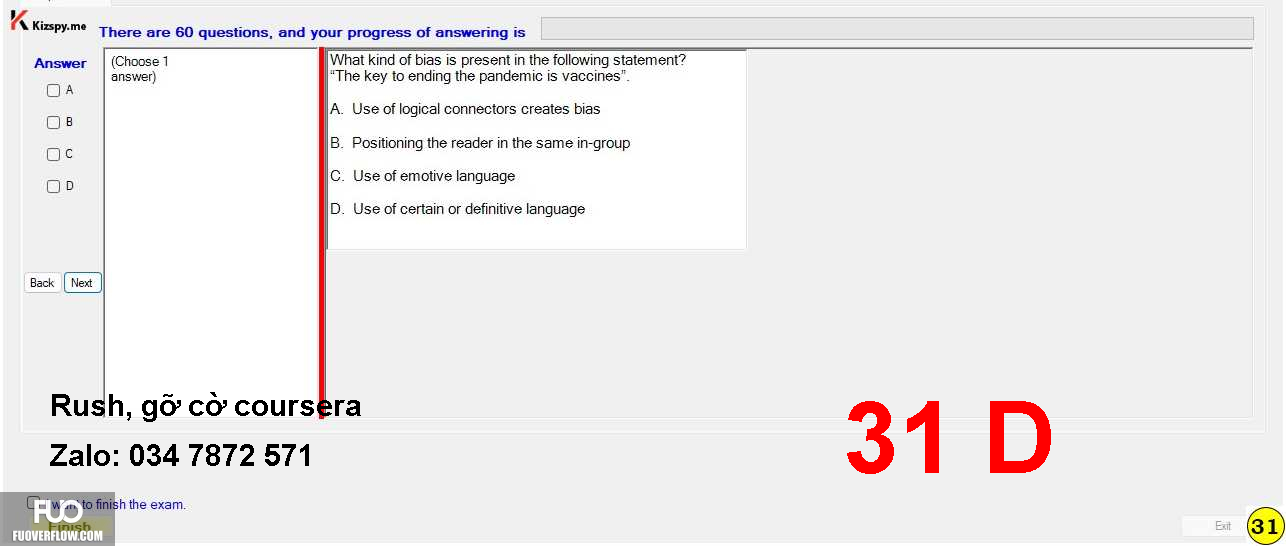 Kizspy.me
There are 60 questions, and your progress of answering is
Answer
A
B
C
D
Back
Next
(Choose 1
answer)
What kind of bias is present in the following statement?
“The key to ending the pandemic is vaccines”.
A. Use of logical connectors creates bias
B. Positioning the reader in the same in-group
C. Use of emotive language
D. Use of certain or definitive language
Rush, gỡ cờ coursera
Zalo: 034 7872 571
31 D
I want to finish the exam.
Finish
FUO
FUOVERFLOW.COM
Exit
31